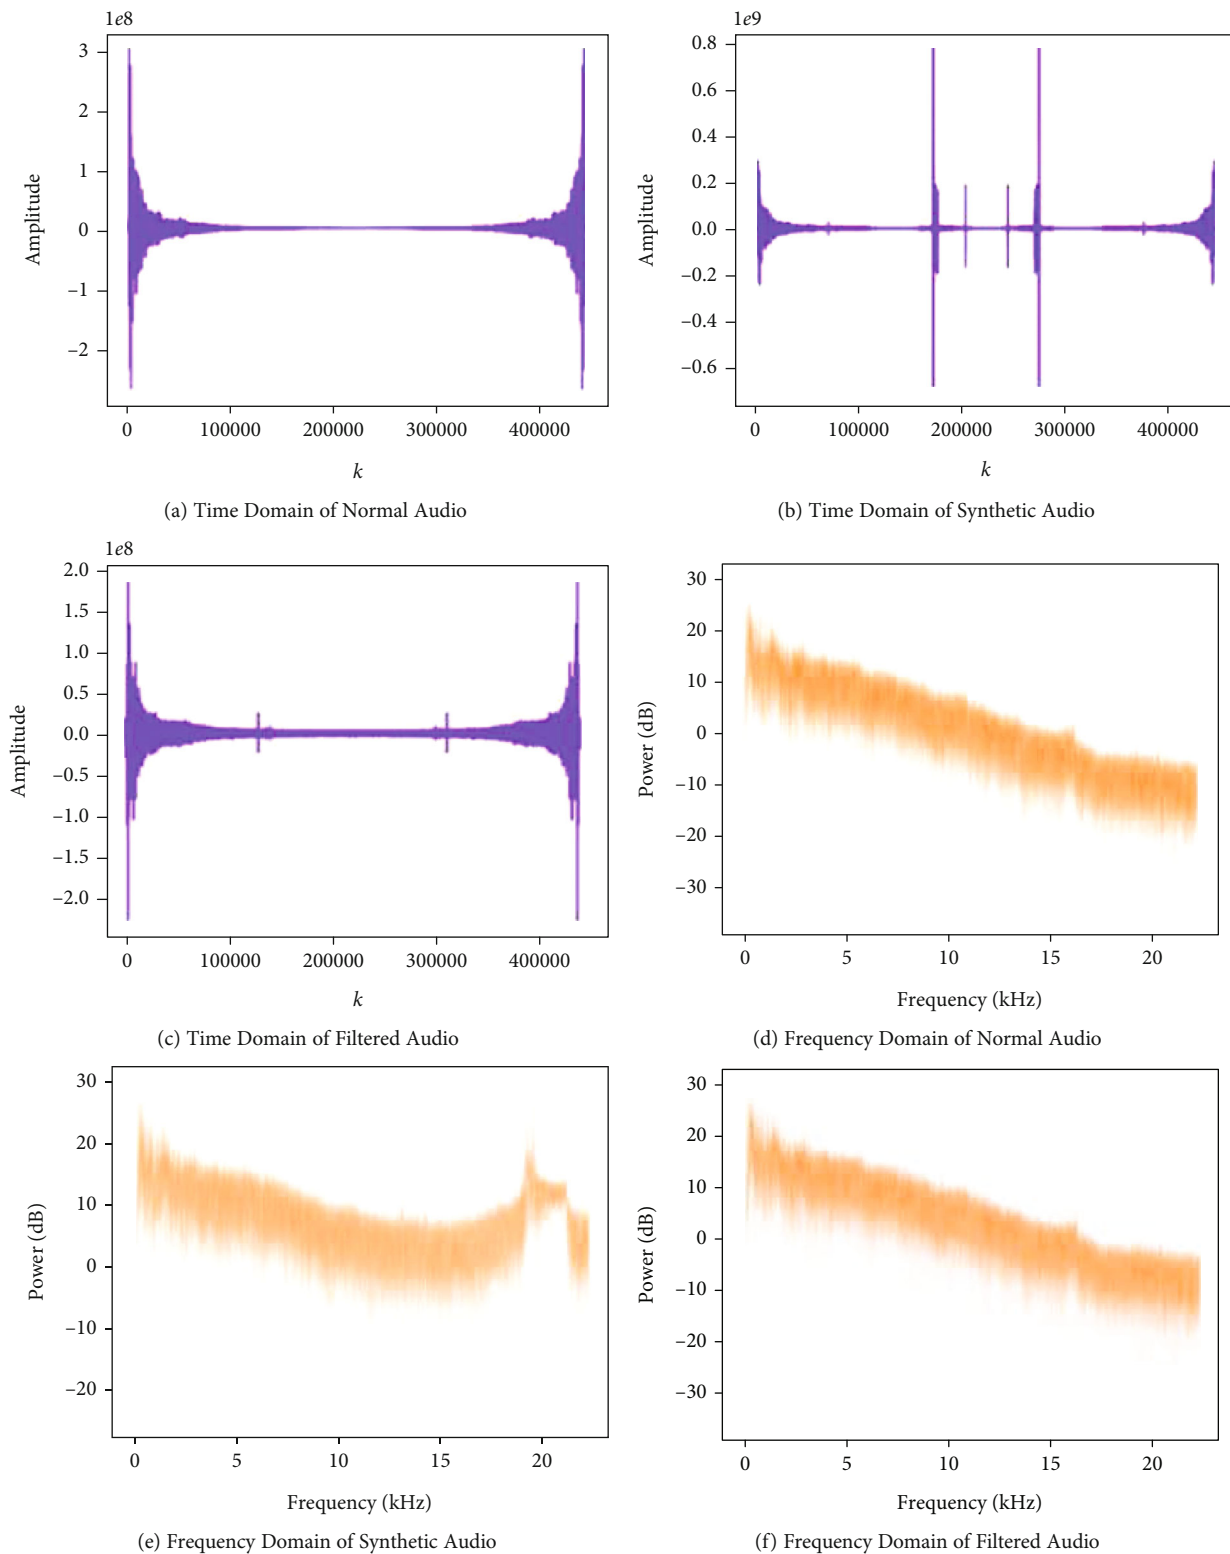 1e8
3
2
1
0
−1
−2
Amplitude
0 100000 200000 300000 400000
k
(a) Time Domain of Normal Audio
1e9
0.8
0.9
0.4
0.2
0.0
−0.2
−0.4
−0.6
Amplitude
0 100000 200000 300000 400000
k
(b) Time Domain of Synthetic Audio
1e8
2.0
1.5
1.0
0.5
0.0
−0.5
−1.0
−1.5
−2.0
Amplitude
0 100000 200000 300000 400000
k
(c) Time Domain of Filtered Audio
30
20
10
0
−10
−20
−30
Power (dB)
0 5 10 15 20
Frequency (kHz)
(d) Frequency Domain of Normal Audio
30
20
10
0
−10
−20
Power (dB)
0 5 10 15 20
Frequency (kHz)
(e) Frequency Domain of Synthetic Audio
30
20
10
0
−10
−20
−30
Power (dB)
0 5 10 15 20
Frequency (kHz)
(f) Frequency Domain of Filtered Audio